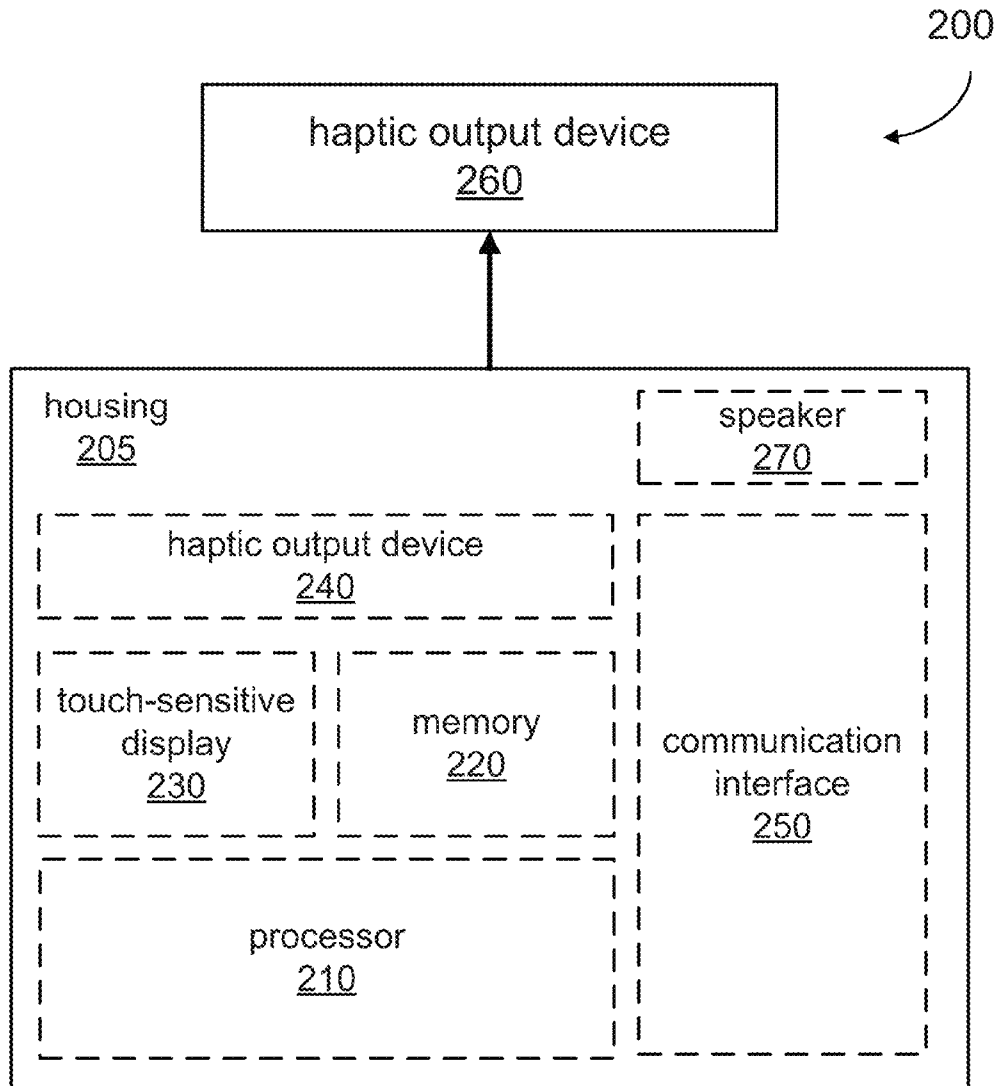 200
haptic output device
260
housing
205
speaker
270
haptic output device
240
touch-sensitive
display
230
memory
220
communication
interface
250
processor
210